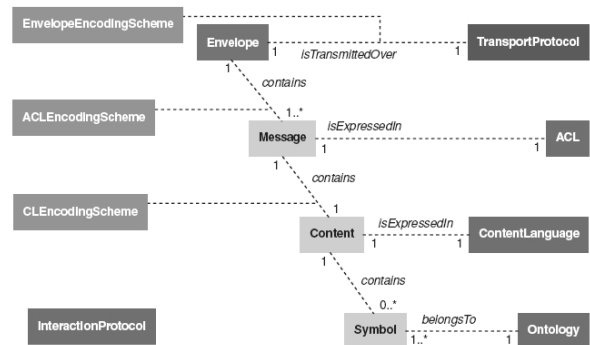 EnvelopeEncodingScheme
Envelope
1
isTransmittedOver
1
TransportProtocol
1
contains
ACLEncodingScheme
1..*
isExpressedIn
Message
1
1
ACL
1
contains
CLEncodingScheme
1
isExpressedIn
Content
1
1
ContentLanguage
1
contains
0..*
InteractionProtocol
Symbol
belongsTo
1..*
1
Ontology